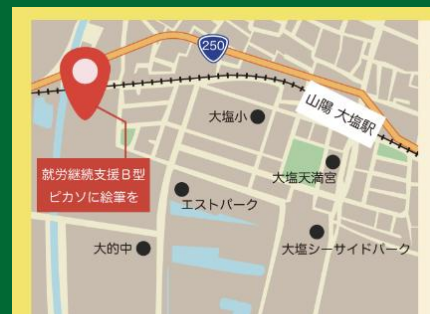 250
山陽 大塩駅
大塩小
就労継続支援B型
ピカソに絵筆を
大塩天満宮
エストパーク
大的中
大塩シーサイドパーク